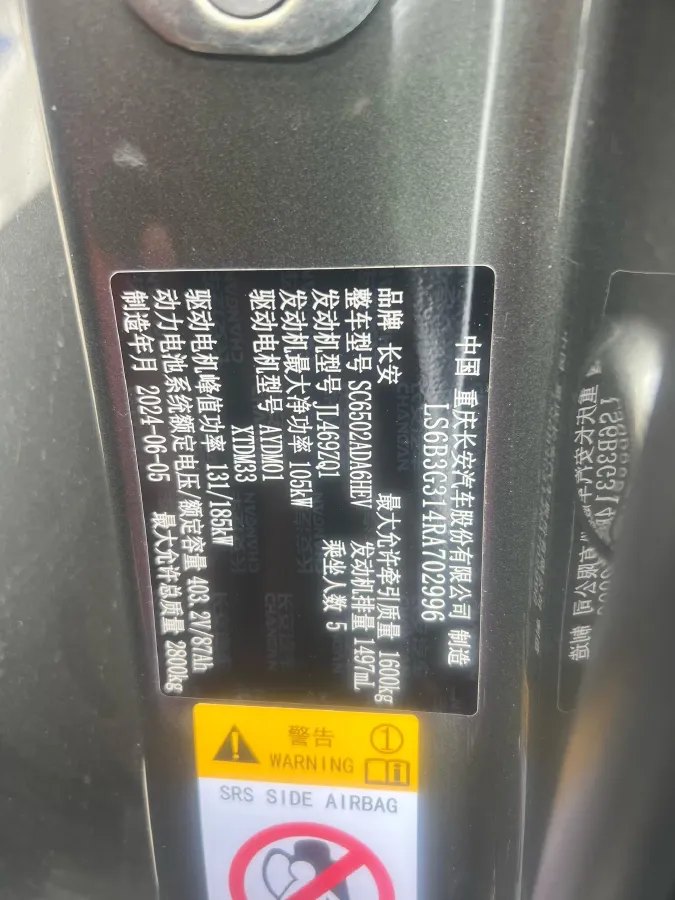 中国 重庆长安汽车股份有限公司 制造
LS6B3G314RA702996
品牌 长安 最大允许牵引质量 1600kg
整车型号 SC6502ADA6HEV 发动机排量 1497mL
发动机型号 JL469ZQ1 乘坐人数 5
发动机最大净功率 105kW
驱动电机型号 AYDM01
XTDM33
驱动电机峰值功率 131/185kW
动力电池系统额定电压/额定容量 403.2V/87Ah
制造年月 2024-06-05 最大允许总质量 2800kg
警告 1
WARNING
SRS SIDE AIRBAG